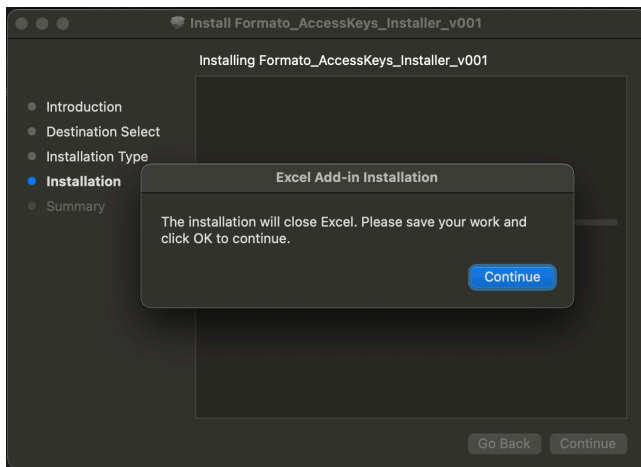 Install Formato_AccessKeys_Installer_v001
Installing Formato_AccessKeys_Installer_v001
Introduction
Destination Select
Installation Type
Installation
Summary
Excel Add-in Installation
The installation will close Excel. Please save your work and
click OK to continue.
Continue
Go Back
Continue